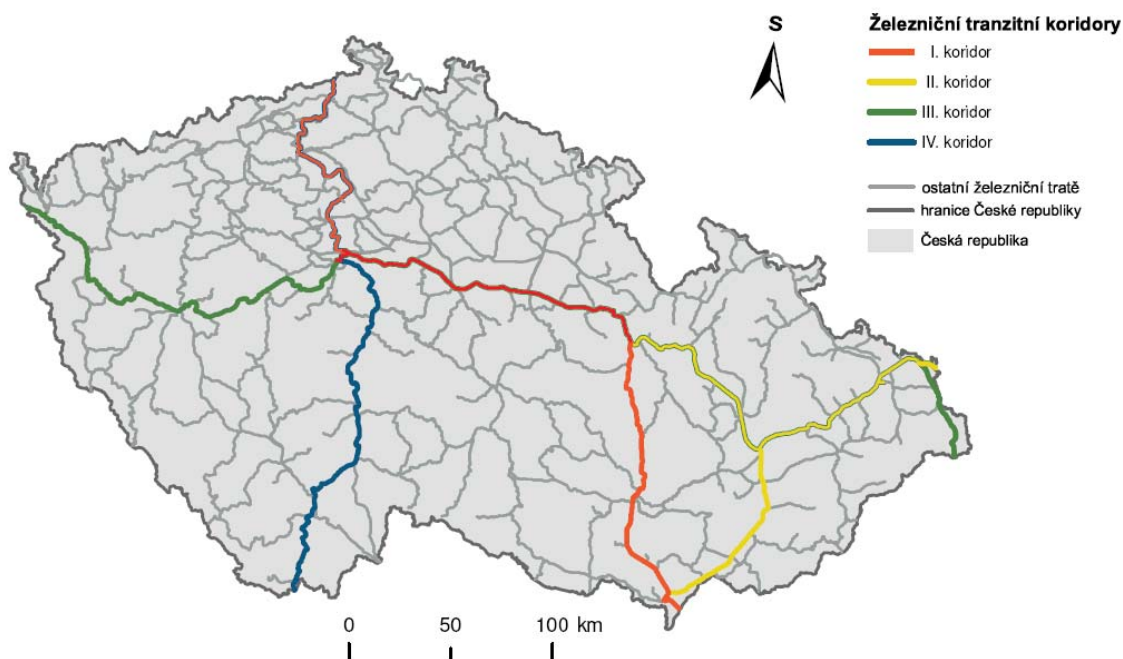 S
Železniční tranzitní koridory
I. koridor
II. koridor
III. koridor
IV. koridor
ostatní železniční tratě
hranice České republiky
Česká republika
0 50 100 km